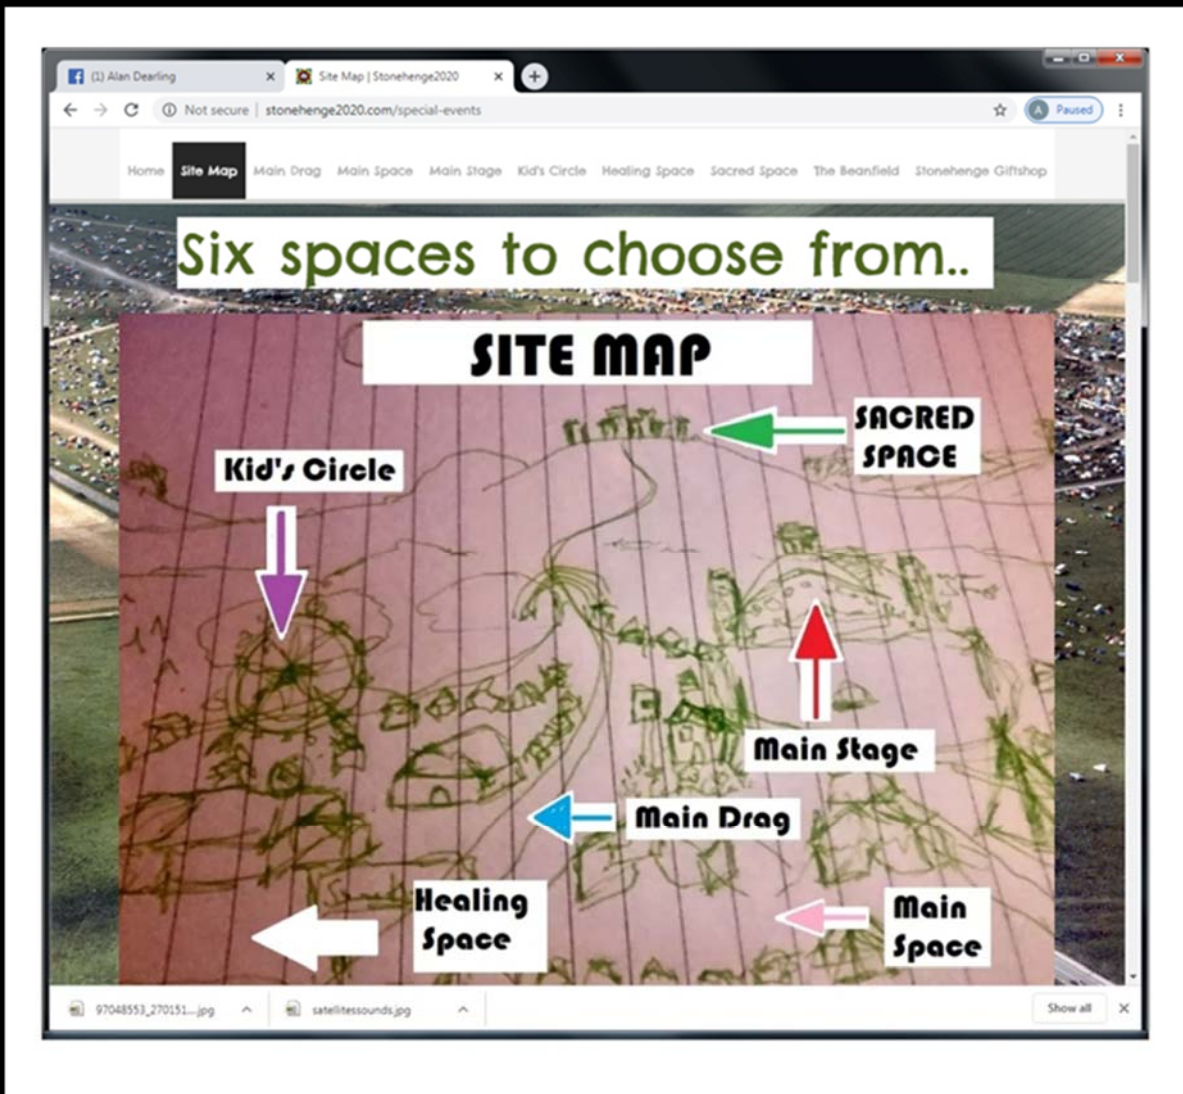 (1) Alan Dearling
Site Map | Stonehenge2020
Not secure | stonehenge2020.com/special-events
A Paused
Home Site Map Main Drag Main Space Main Stage Kid's Circle Healing Space Sacred Space The Beanfield Stonehenge Giftshop
Six spaces to choose from..
SITE MAP
SACRED
SPACE
Kid's Circle
Main Stage
Main Drag
Healing
Space
Main
Space
97048553_270151....jpg
satellitessounds.jpg
Show all